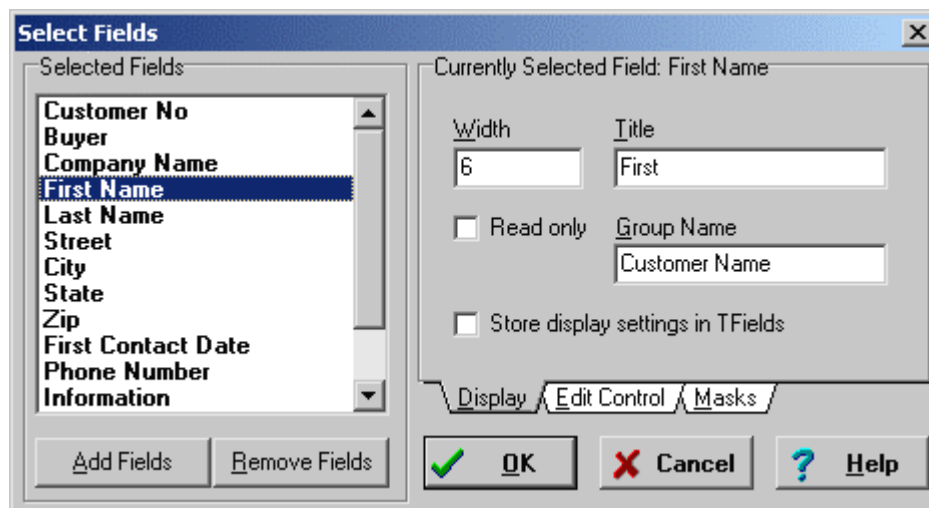 Select Fields
Selected Fields
Customer No
Buyer
Company Name
First Name
Last Name
Street
City
State
Zip
First Contact Date
Phone Number
Information
Add Fields
Remove Fields
Currently Selected Field: First Name
Width
Title
6
First
Read only
Group Name
Customer Name
Store display settings in TFields
Display
Edit Control
Masks
OK
Cancel
Help